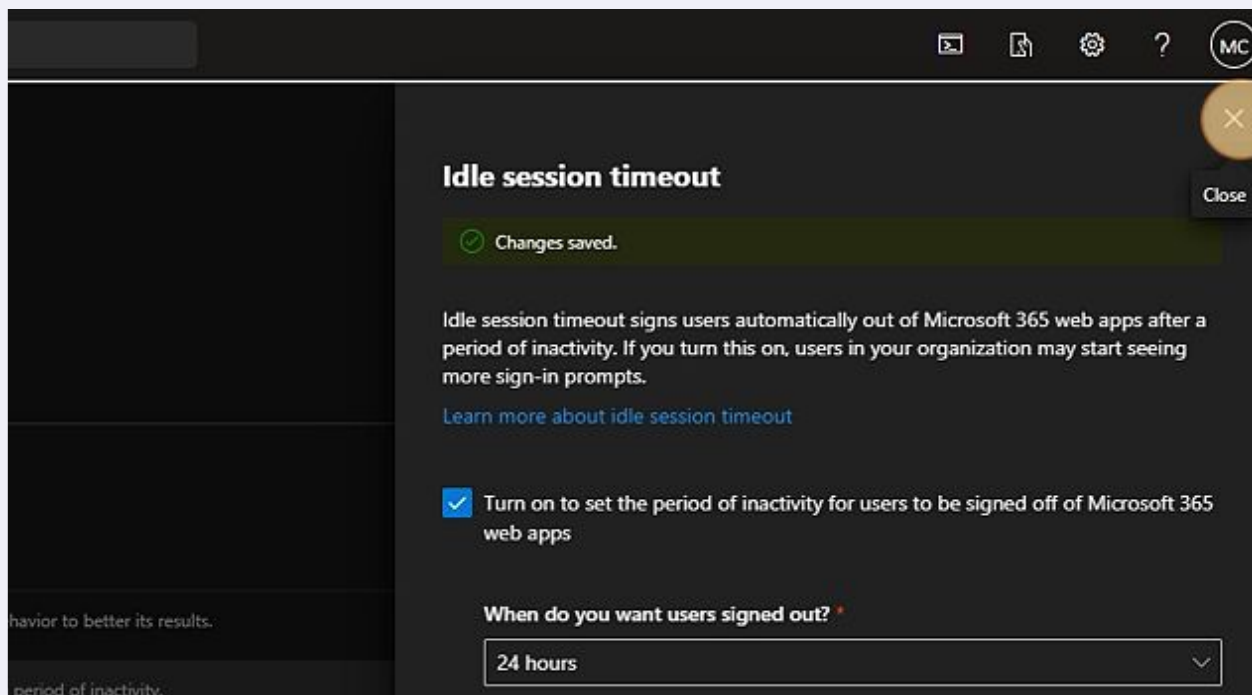 MC
Close
Idle session timeout
Changes saved.
Idle session timeout signs users automatically out of Microsoft 365 web apps after a
period of inactivity. If you turn this on, users in your organization may start seeing
more sign-in prompts.
Learn more about idle session timeout
Turn on to set the period of inactivity for users to be signed off of Microsoft 365
web apps
havior to better its results.
When do you want users signed out? *
24 hours
period of inactivity.